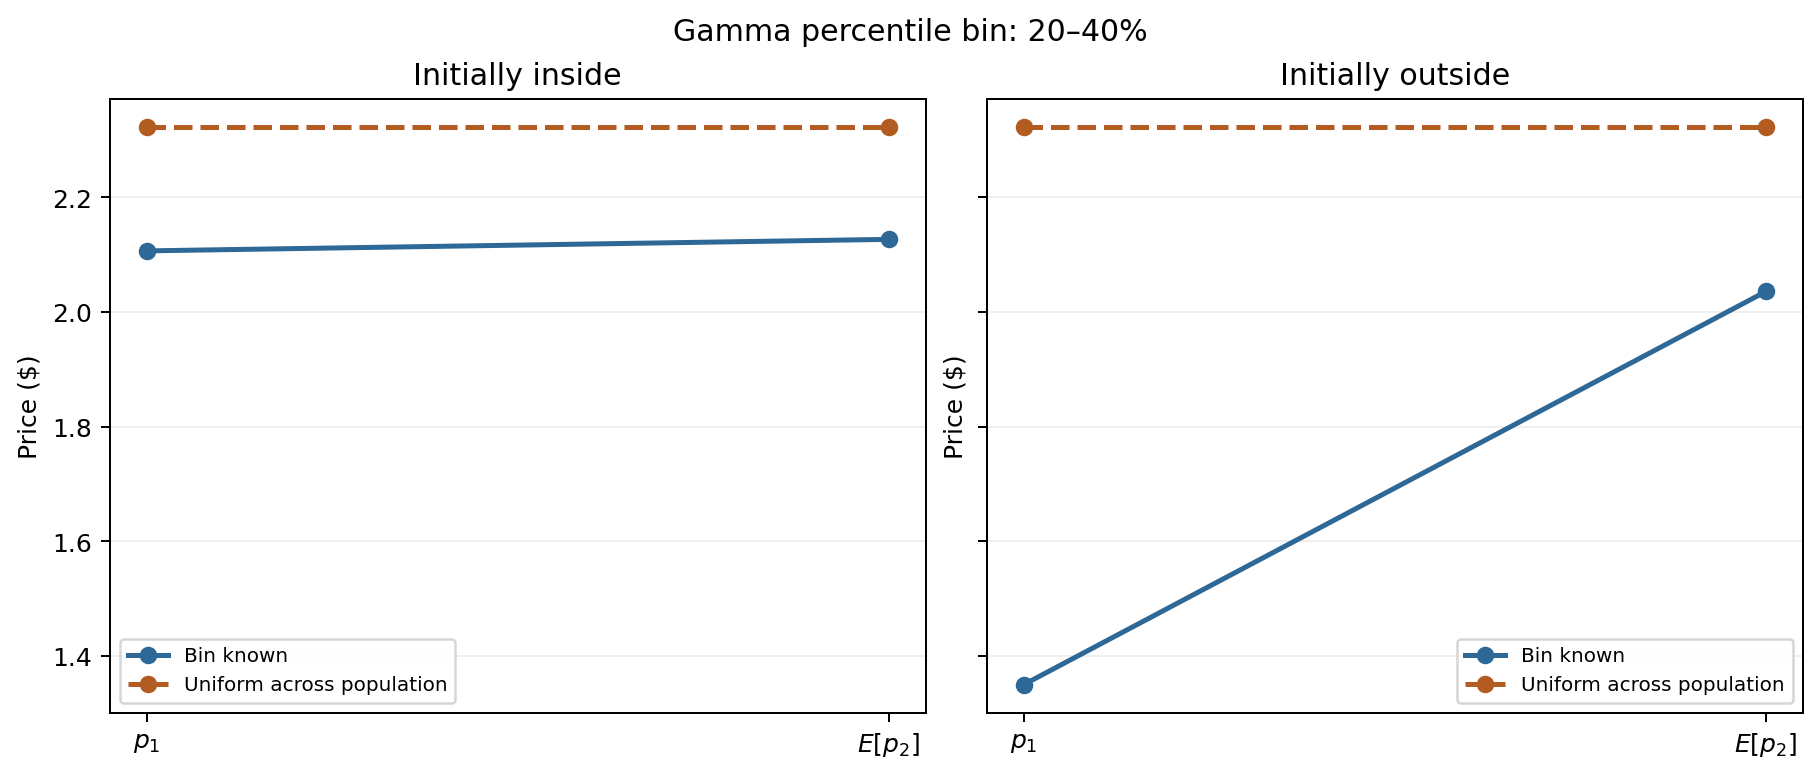 Gamma percentile bin: 20–40%
Initially inside
Price ($)
2.2
2.0
1.8
1.6
1.4
Bin known
Uniform across population
p₁
E[p₂]
Initially outside
Price ($)
Bin known
Uniform across population
p₁
E[p₂]